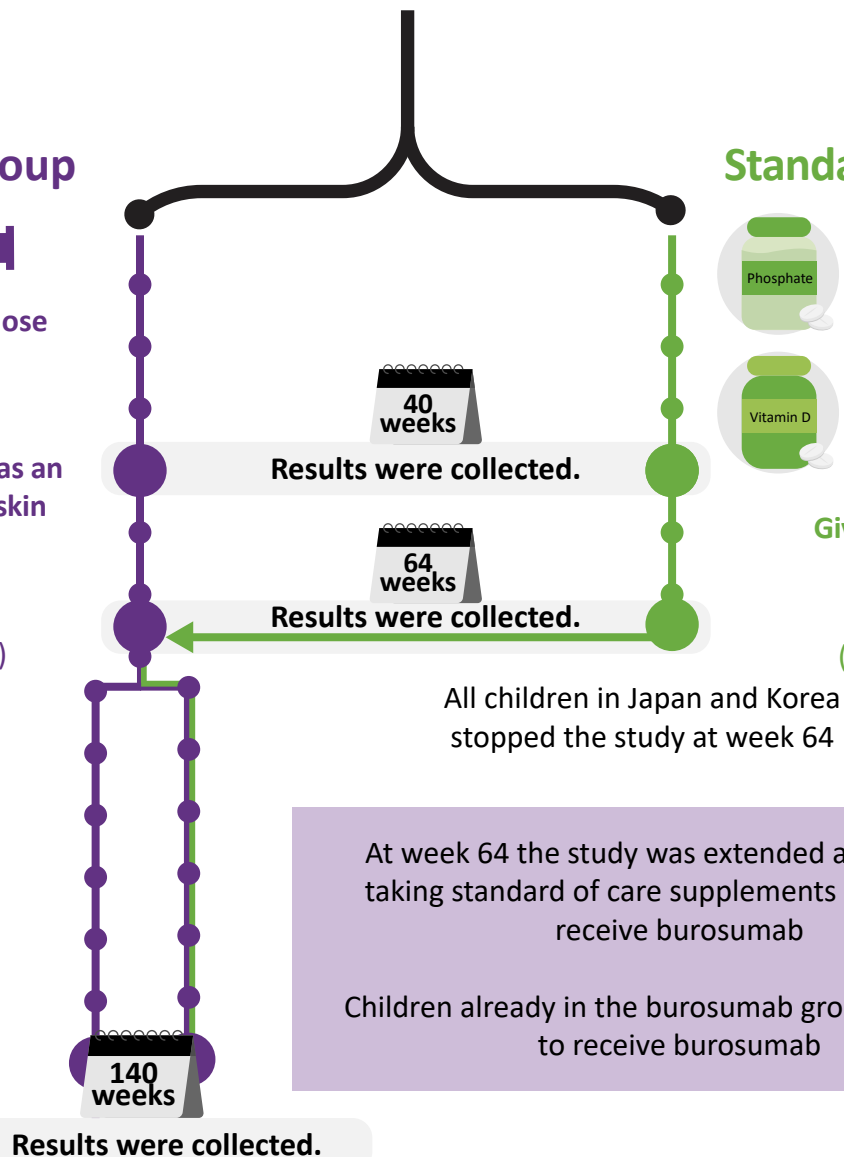 oup
Standa
Phosphate
ose
40
weeks
Vitamin D
as an
skin
Results were collected.
Giv
64
weeks
Results were collected.
)
(
All children in Japan and Korea
stopped the study at week 64
At week 64 the study was extended a
taking standard of care supplements
receive burosumab
Children already in the burosumab gro
to receive burosumab
140
weeks
Results were collected.